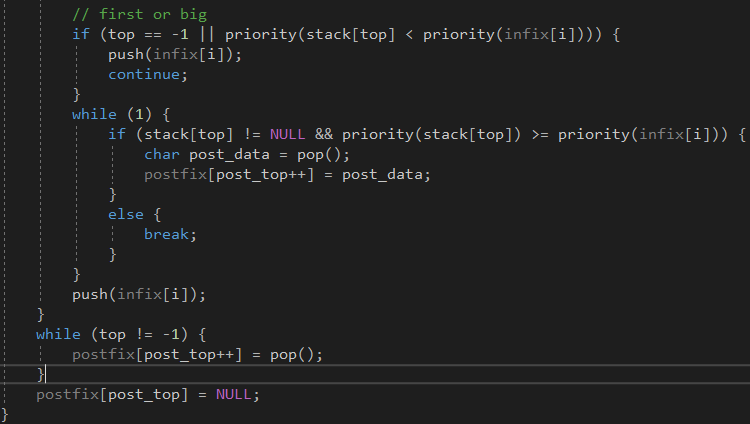 // first or big
if (top == -1 || priority(stack[top] < priority(infix[i]))) {
push(infix[i]);
continue;
}
while (1) {
if (stack[top] != NULL && priority(stack[top]) >= priority(infix[i])) {
char post_data = pop();
postfix[post_top++] = post_data;
}
else {
break;
}
}
push(infix[i]);
}
while (top != -1) {
postfix[post_top++] = pop();
}
postfix[post_top] = NULL;
}